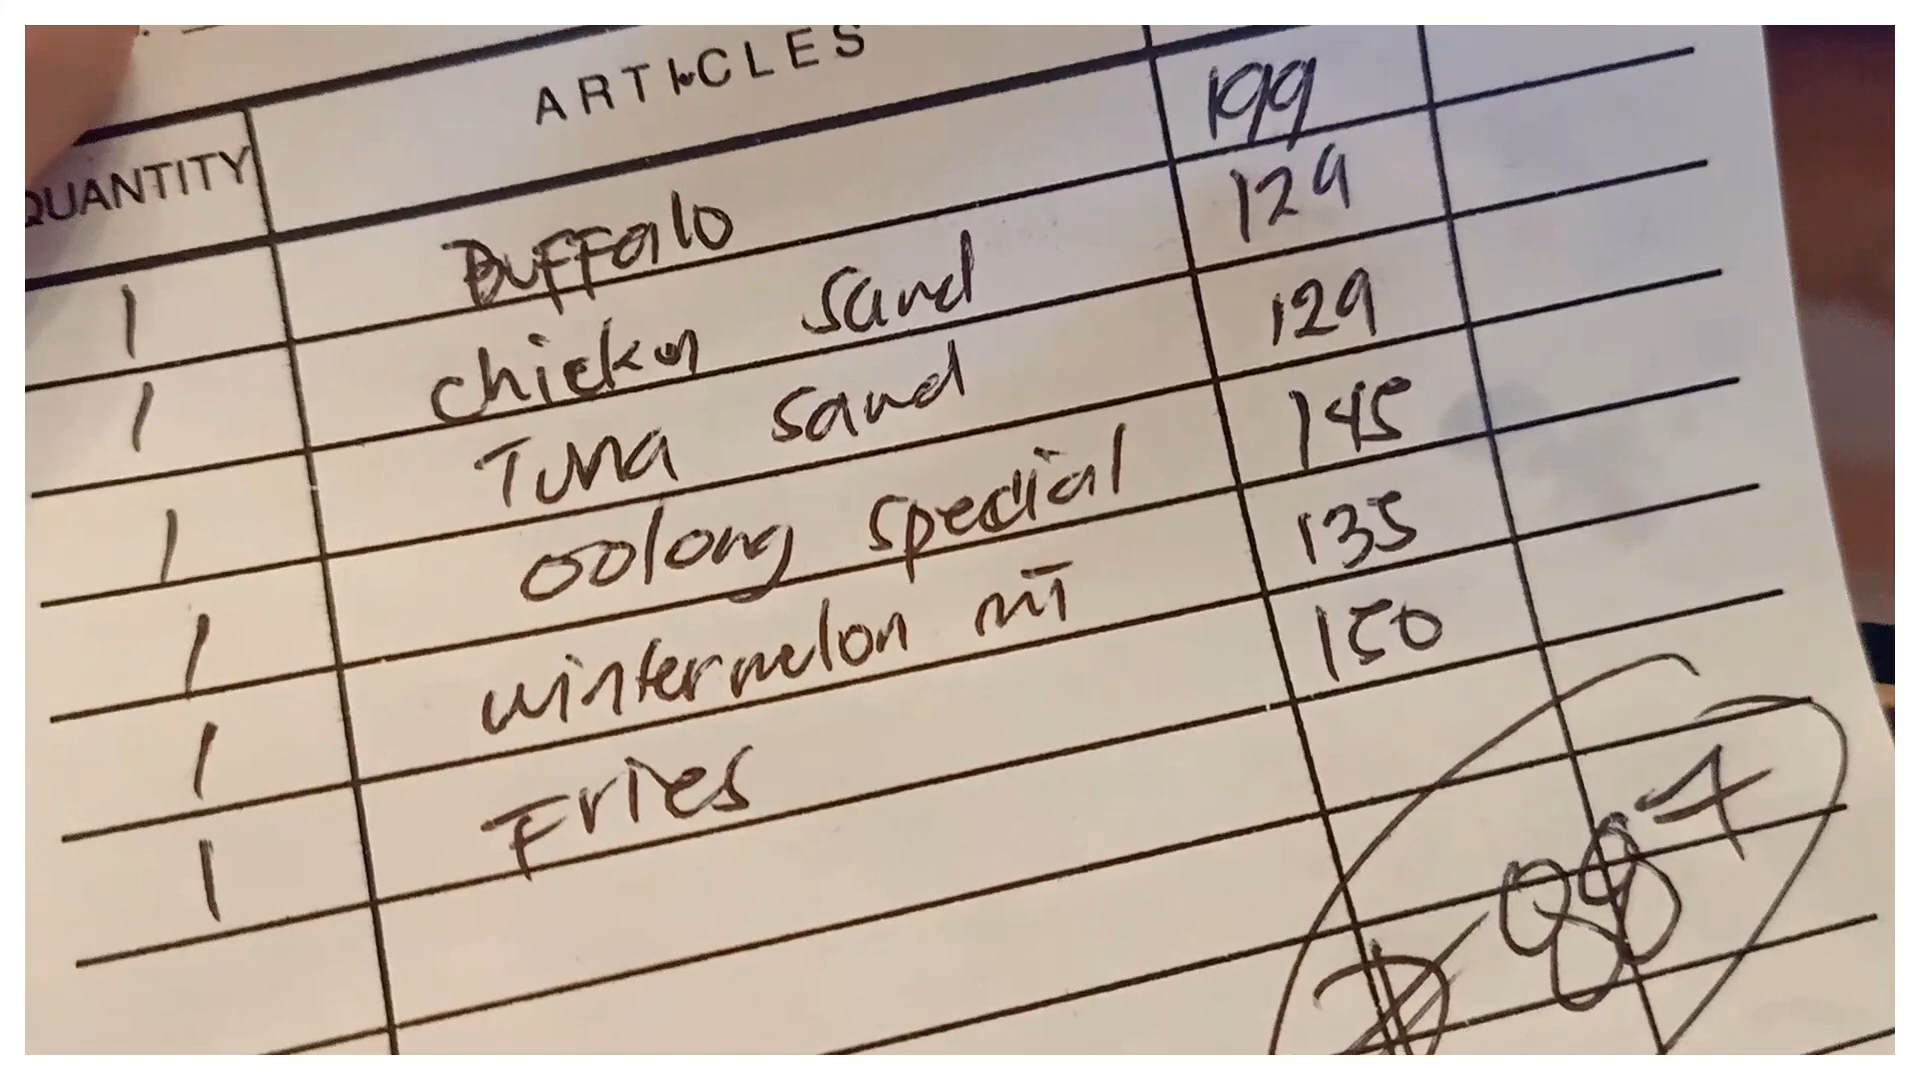 QUANTITY ARTICLES
1 Buffalo 199
1 chicken sand 129
1 Tuna sand 129
1 oolong special 145
1 wintermelon mT 135
1 Fries 150
887